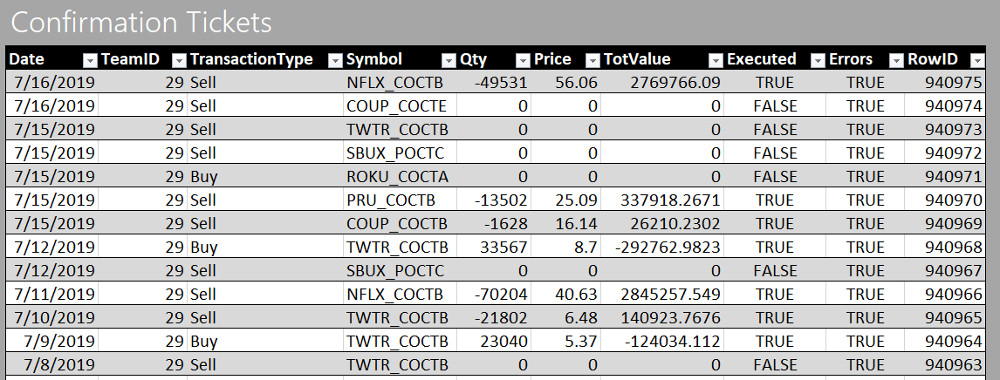 Confirmation Tickets
Date TeamID TransactionType Symbol Qty Price TotValue Executed Errors RowID
7/16/2019 29 Sell NFLX_COCTB -49531 56.06 2769766.09 TRUE TRUE 940975
7/16/2019 29 Sell COUP_COCTE 0 0 0 FALSE TRUE 940974
7/15/2019 29 Sell TWTR_COCTB 0 0 0 FALSE TRUE 940973
7/15/2019 29 Sell SBUX_POCTC 0 0 0 FALSE TRUE 940972
7/15/2019 29 Buy ROKU_COCTA 0 0 0 FALSE TRUE 940971
7/15/2019 29 Sell PRU_COCTB -13502 25.09 337918.2671 TRUE TRUE 940970
7/15/2019 29 Sell COUP_COCTB -1628 16.14 26210.2302 TRUE TRUE 940969
7/12/2019 29 Buy TWTR_COCTB 33567 8.7 -292762.9823 TRUE TRUE 940968
7/12/2019 29 Sell SBUX_POCTC 0 0 0 FALSE TRUE 940967
7/11/2019 29 Sell NFLX_COCTB -70204 40.63 2845257.549 TRUE TRUE 940966
7/10/2019 29 Sell TWTR_COCTB -21802 6.48 140923.7676 TRUE TRUE 940965
7/9/2019 29 Buy TWTR_COCTB 23040 5.37 -124034.112 TRUE TRUE 940964
7/8/2019 29 Sell TWTR_COCTB 0 0 0 FALSE TRUE 940963